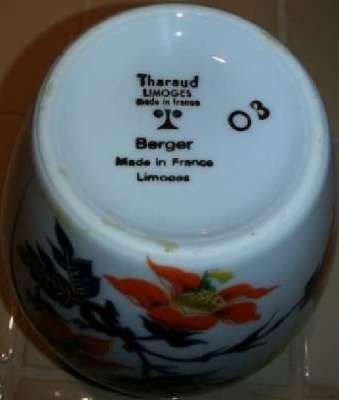 Tharaud
LIMOGES
Made in France
03
Berger
Made in France
Limoges